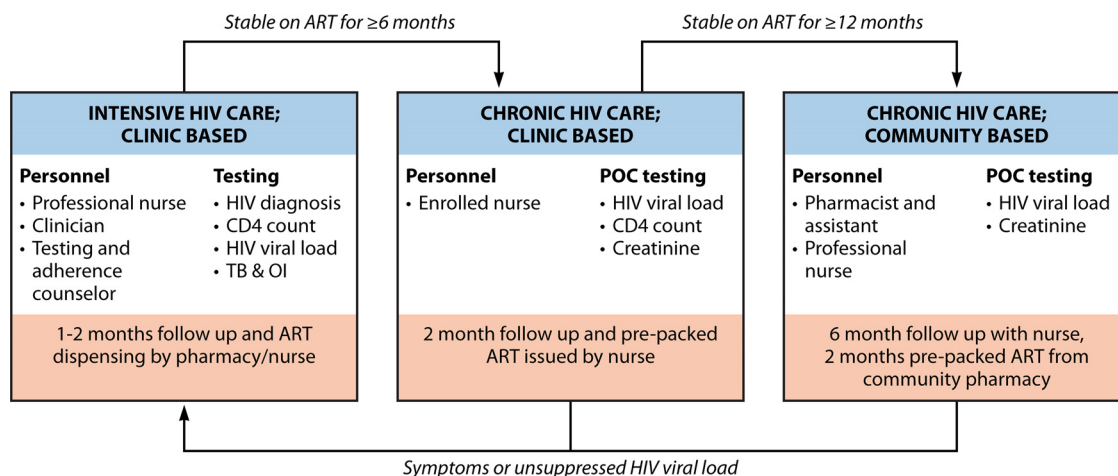 Stable on ART for ≥6 months
Stable on ART for ≥12 months
INTENSIVE HIV CARE;
CLINIC BASED
Personnel
• Professional nurse
• Clinician
• Testing and
adherence
counselor
Testing
• HIV diagnosis
• CD4 count
• HIV viral load
• TB & OI
1-2 months follow up and ART
dispensing by pharmacy/nurse
CHRONIC HIV CARE;
CLINIC BASED
Personnel
• Enrolled nurse
POC testing
• HIV viral load
• CD4 count
• Creatinine
2 month follow up and pre-packed
ART issued by nurse
CHRONIC HIV CARE;
COMMUNITY BASED
Personnel
• Pharmacist and
assistant
• Professional
nurse
POC testing
• HIV viral load
• Creatinine
6 month follow up with nurse,
2 months pre-packed ART from
community pharmacy
Symptoms or unsuppressed HIV viral load